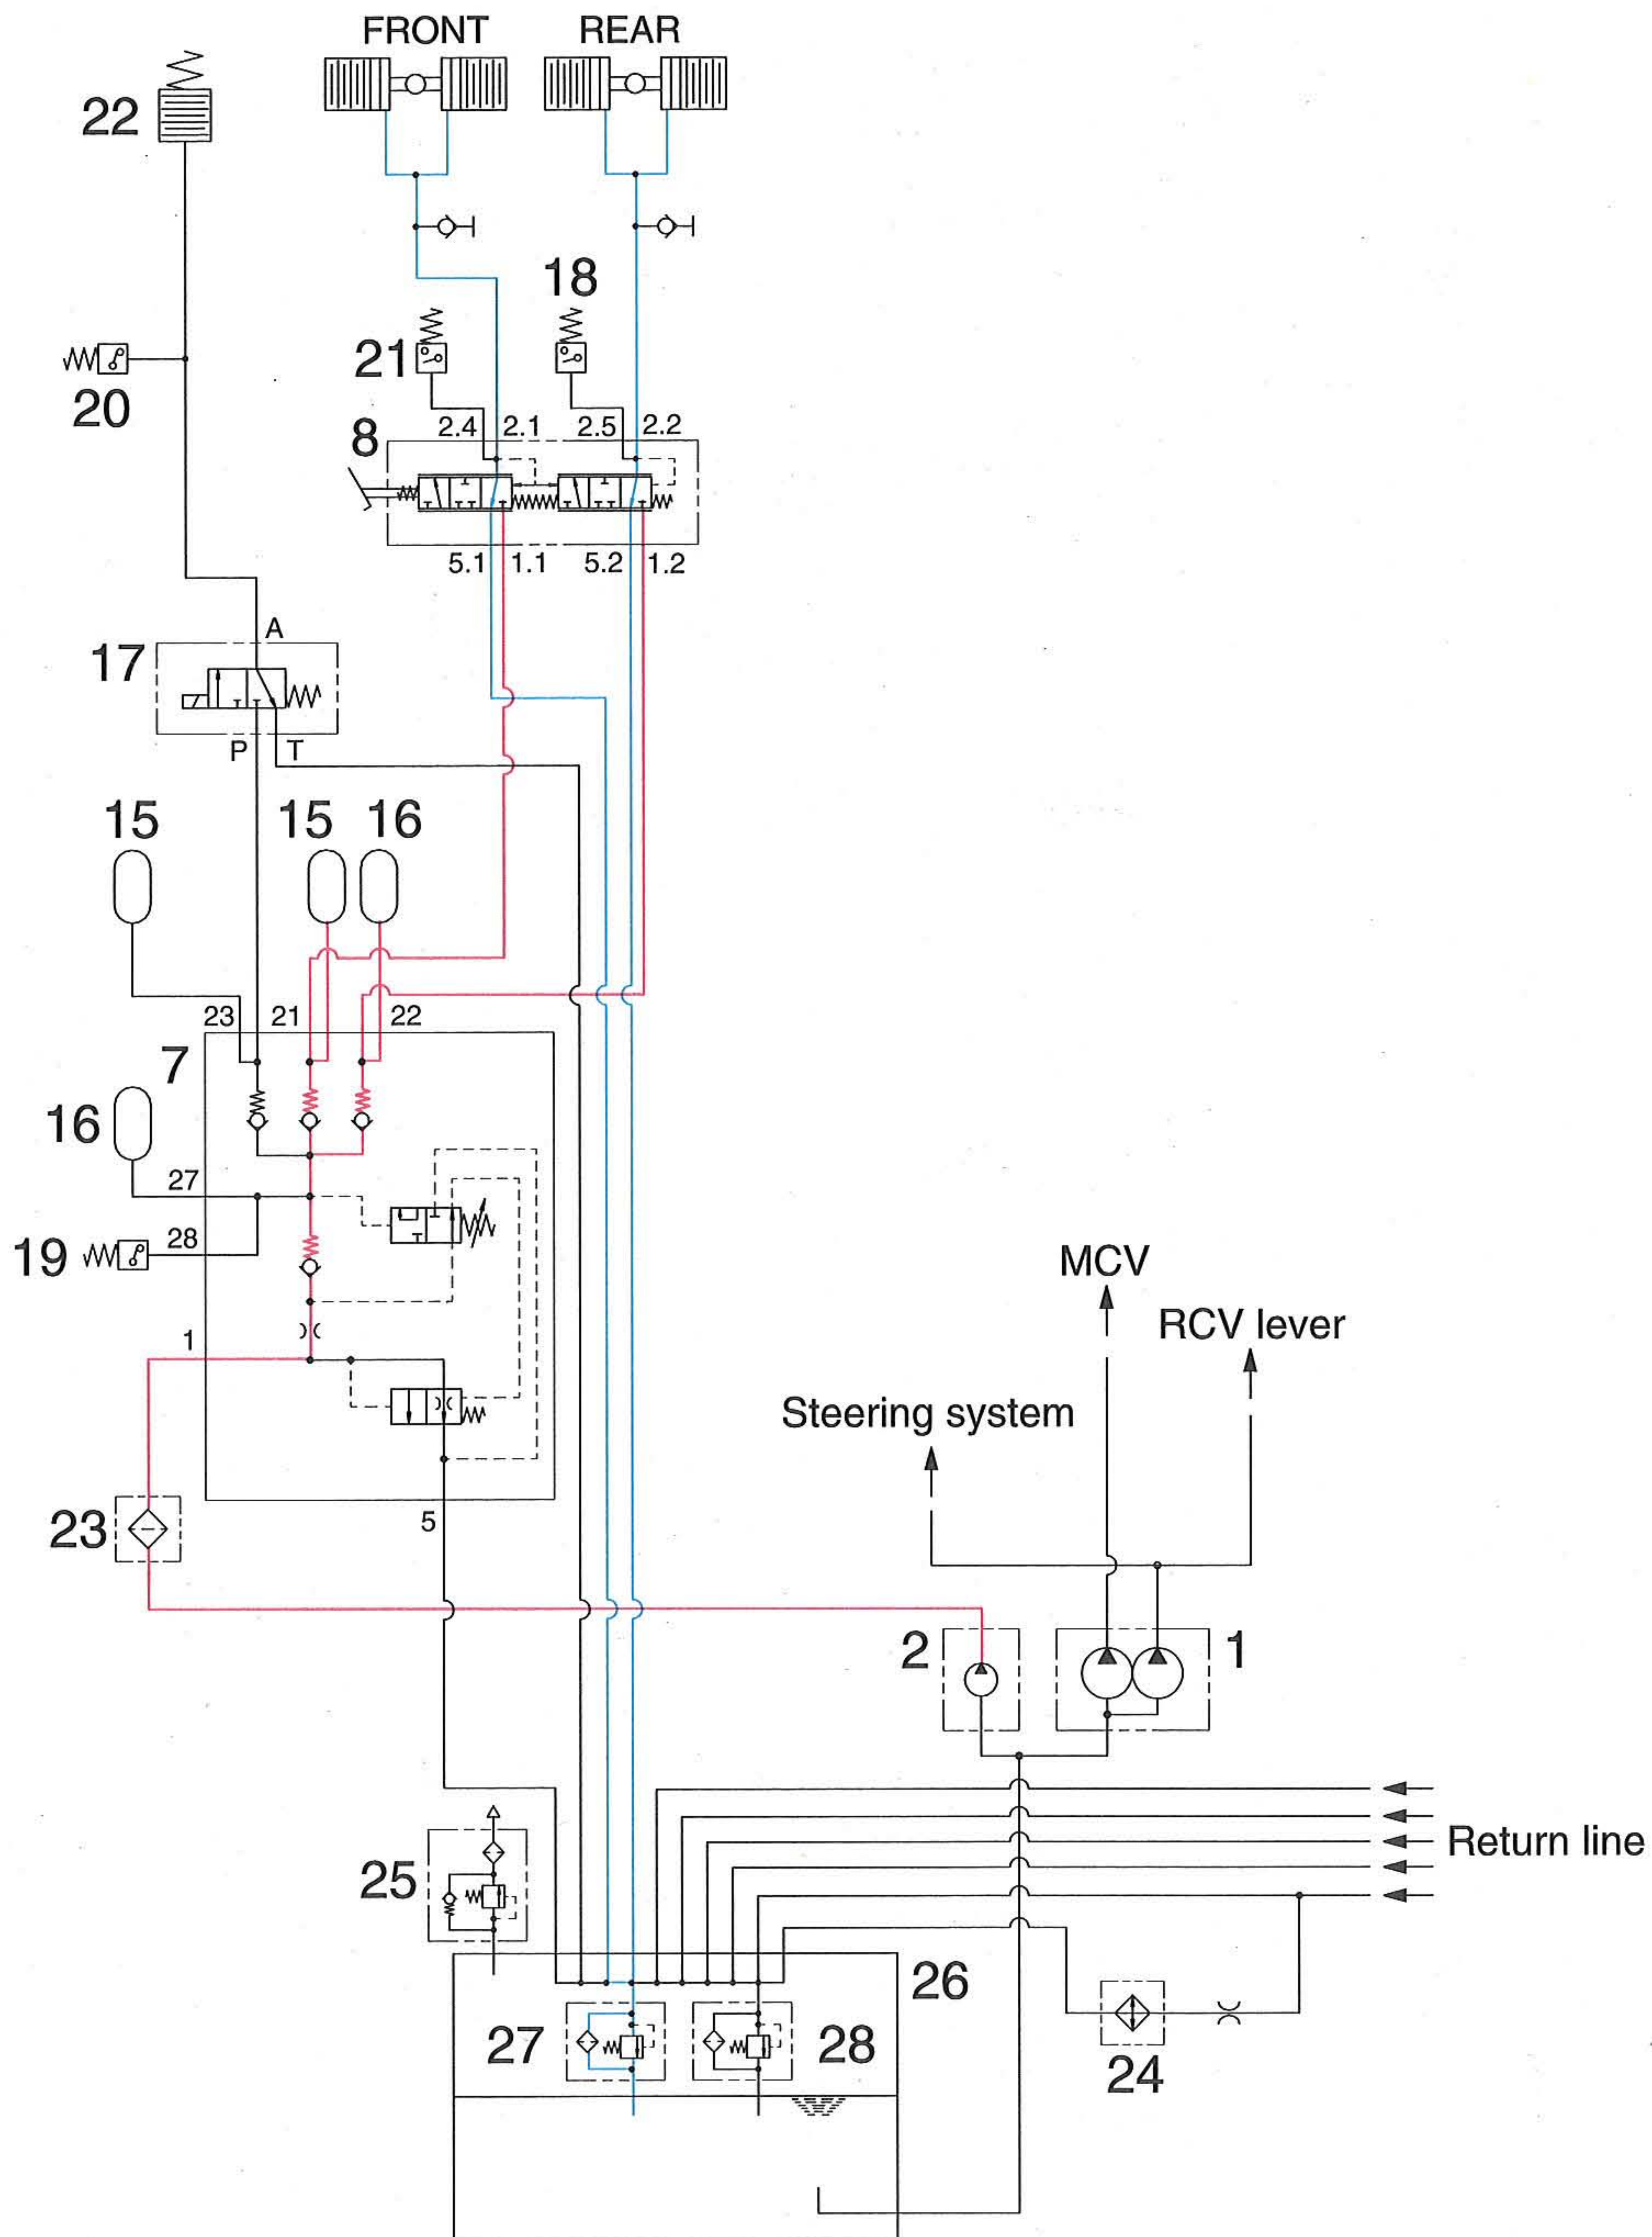 FRONT REAR
22
18
21
20
2.4 2.1 2.5 2.2
8
5.1 1.1 5.2 1.2
A
17
P T
15 15 16
23 21 22
7
16
27
28
19
MCV
RCV lever
1
Steering system
23
5
2 1
Return line
25
26
27 28
24